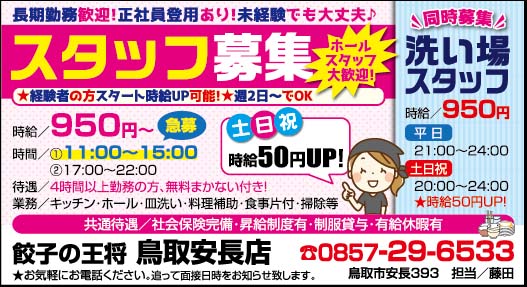 長期勤務歓迎!正社員登用あり!未経験でも大丈夫♪
スタッフ募集
ホール
スタッフ
大歓迎!
★経験者の方スタート時給UP可能!★週2日〜でOK
時給/950円〜 急募
時間/①11:00〜15:00
②17:00〜22:00
土日祝
時給50円UP!
待遇/4時間以上勤務の方、無料まかない付き!
業務/キッチン・ホール・皿洗い・料理補助・食事片付・掃除等
同時募集
洗い場
スタッフ
時給/950円
平日
21:00〜24:00
土日祝
20:00〜24:00
★時給50円UP!
共通待遇/社会保険完備・昇給制度有・制服貸与・有給休暇有
餃子の王将 鳥取安長店 ☎0857-29-6533
★お気軽にお電話ください。追って面接日時をお知らせ致します。 鳥取市安長393 担当/藤田